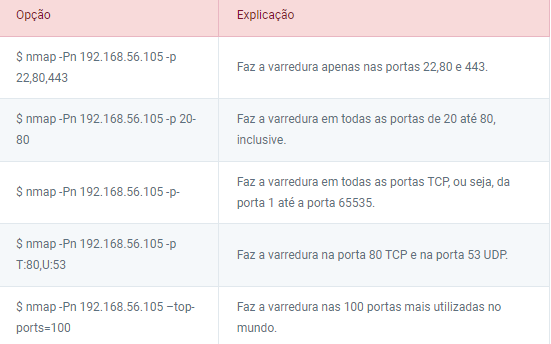 Opção Explicação
$ nmap -Pn 192.168.56.105 -p
22,80,443
Faz a varredura apenas nas portas 22,80 e 443.
$ nmap -Pn 192.168.56.105 -p 20-
80
Faz a varredura em todas as portas de 20 até 80,
inclusive.
$ nmap -Pn 192.168.56.105 -p-
Faz a varredura em todas as portas TCP, ou seja, da
porta 1 até a porta 65535.
$ nmap -Pn 192.168.56.105 -p
T:80,U:53
Faz a varredura na porta 80 TCP e na porta 53 UDP.
$ nmap -Pn 192.168.56.105 –top-
ports=100
Faz a varredura nas 100 portas mais utilizadas no
mundo.